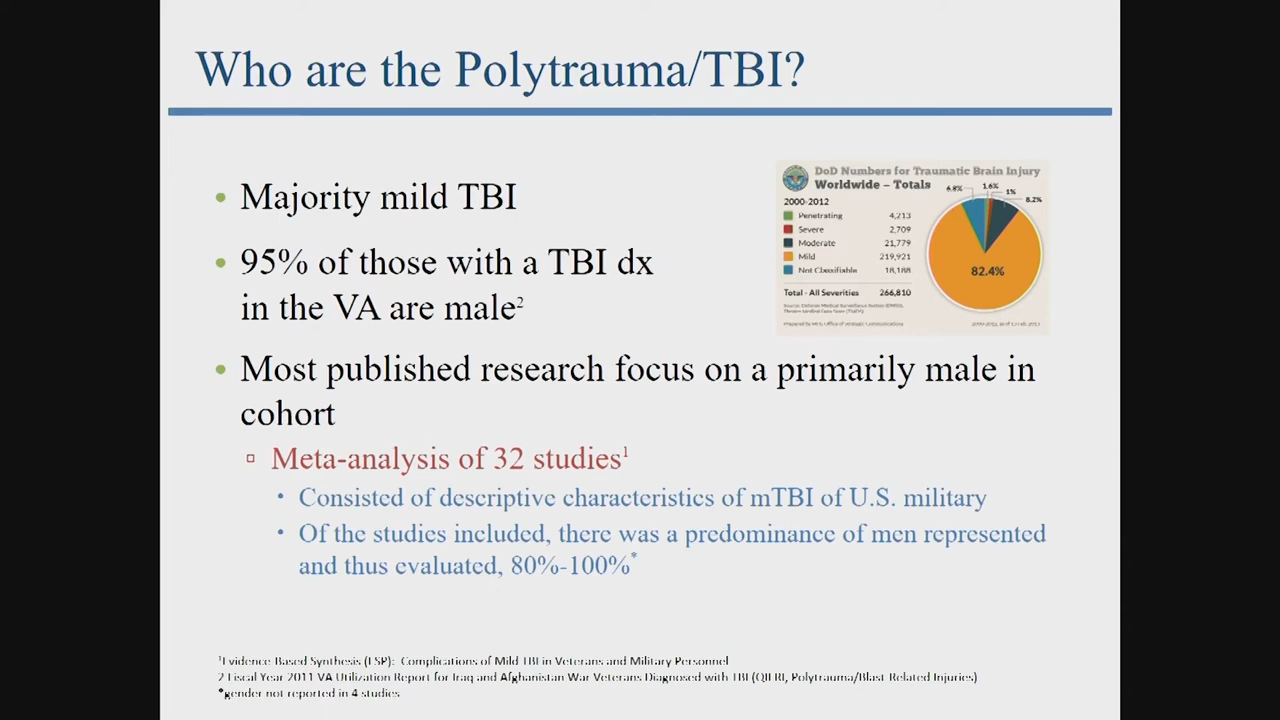 Who are the Polytrauma/TBI?
• Majority mild TBI
• 95% of those with a TBI dx
in the VA are male2
• Most published research focus on a primarily male in
cohort
Meta-analysis of 32 studies1
• Consisted of descriptive characteristics of mTBI of U.S. military
• Of the studies included, there was a predominance of men represented
and thus evaluated, 80%-100%*
DoD Numbers for Traumatic Brain Injury
Worldwide – Totals
2000-2012
Penetrating 4,213
Severe 2,709
Moderate 21,779
Mild 219,921
Not Classifiable 18,188
Total - All Severities 266,810
6.8%
1.6%
1%
8.2%
82.4%
1Evidence-Based Synthesis (ESP): Complications of Mild TBI in Veterans and Military Personnel
2 Fiscal Year 2011 VA Utilization Report for Iraq and Afghanistan War Veterans Diagnosed with TBI (QUERI, Polytrauma/Blast-Related Injuries)
*gender not reported in 4 studies